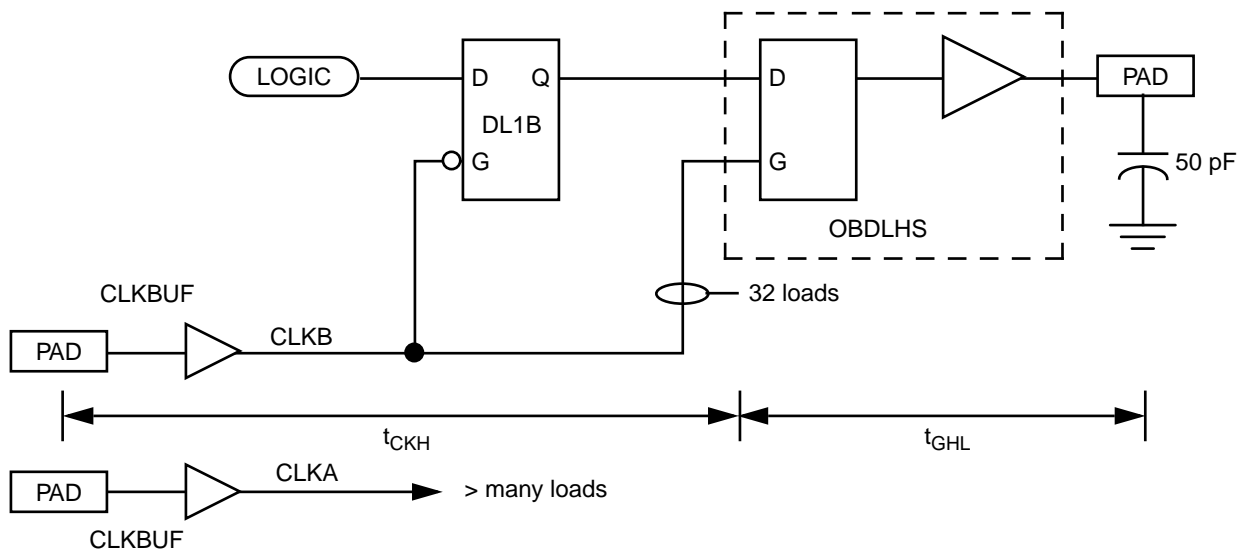 LOGIC
D
Q
DL1B
G
D
G
OBDLHS
PAD
50 pF
32 loads
CLKBUF
PAD
CLKB
tCKH
tGHL
PAD
CLKA
> many loads
CLKBUF